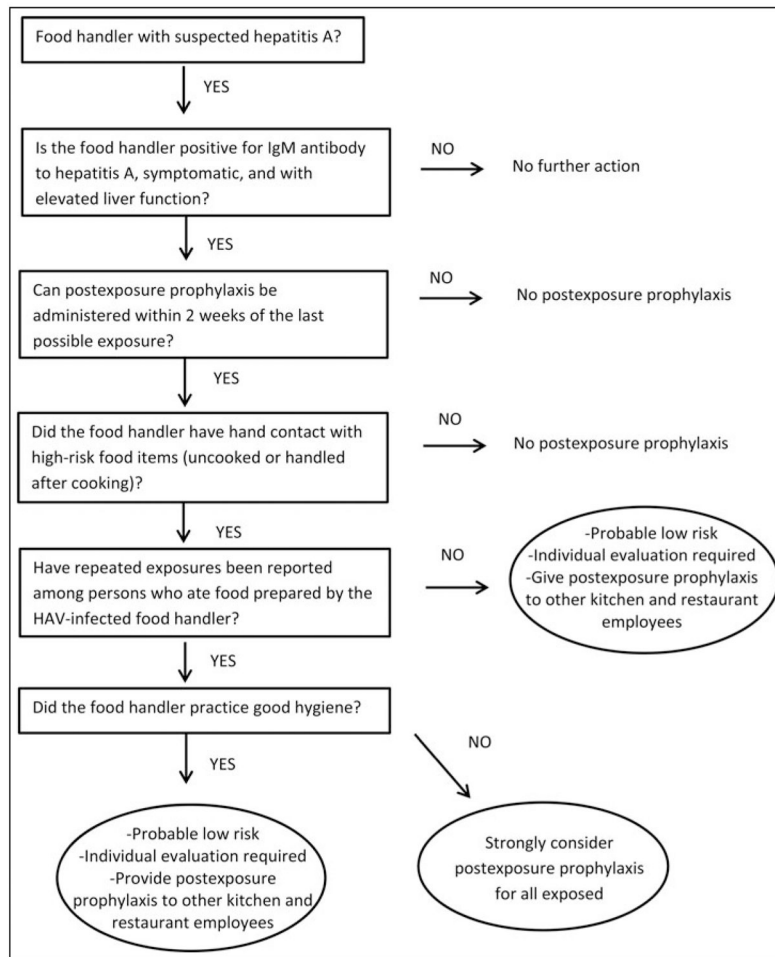 Food handler with suspected hepatitis A?
YES
Is the food handler positive for IgM antibody
to hepatitis A, symptomatic, and with
elevated liver function?
NO
No further action
YES
Can postexposure prophylaxis be
administered within 2 weeks of the last
possible exposure?
NO
No postexposure prophylaxis
YES
Did the food handler have hand contact with
high-risk food items (uncooked or handled
after cooking)?
NO
No postexposure prophylaxis
YES
Have repeated exposures been reported
among persons who ate food prepared by the
HAV-infected food handler?
NO
-Probable low risk
-Individual evaluation required
-Give postexposure prophylaxis
to other kitchen and restaurant
employees
YES
Did the food handler practice good hygiene?
YES
NO
-Probable low risk
-Individual evaluation required
-Provide postexposure
prophylaxis to other kitchen and
restaurant employees
Strongly consider
postexposure prophylaxis
for all exposed